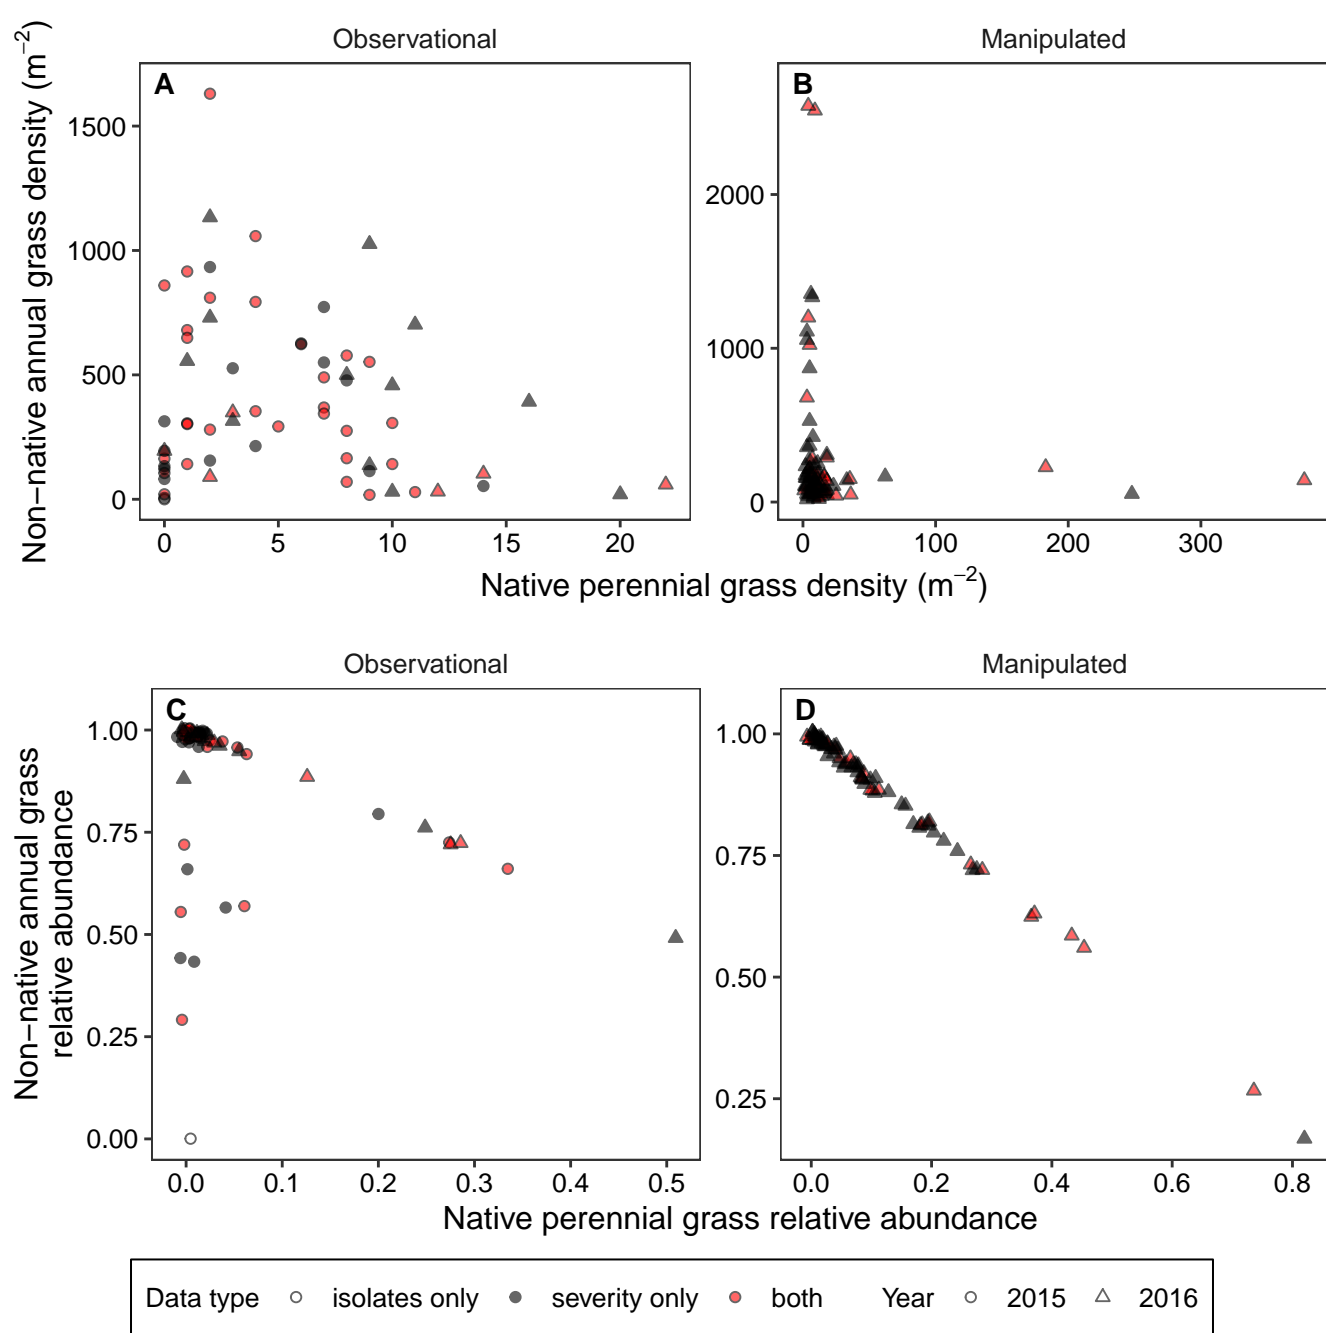 Observational
Manipulated
A
B
Non−native annual grass density (m−2)
1500
1000
500
0
2000
1000
0
0 5 10 15 20
0 100 200 300
Native perennial grass density (m−2)
Observational
Manipulated
C
D
Non−native annual grass
relative abundance
1.00
0.75
0.50
0.25
0.00
1.00
0.75
0.50
0.25
0.0 0.1 0.2 0.3 0.4 0.5
0.0 0.2 0.4 0.6 0.8
Native perennial grass relative abundance
Data type isolates only severity only both Year 2015 2016